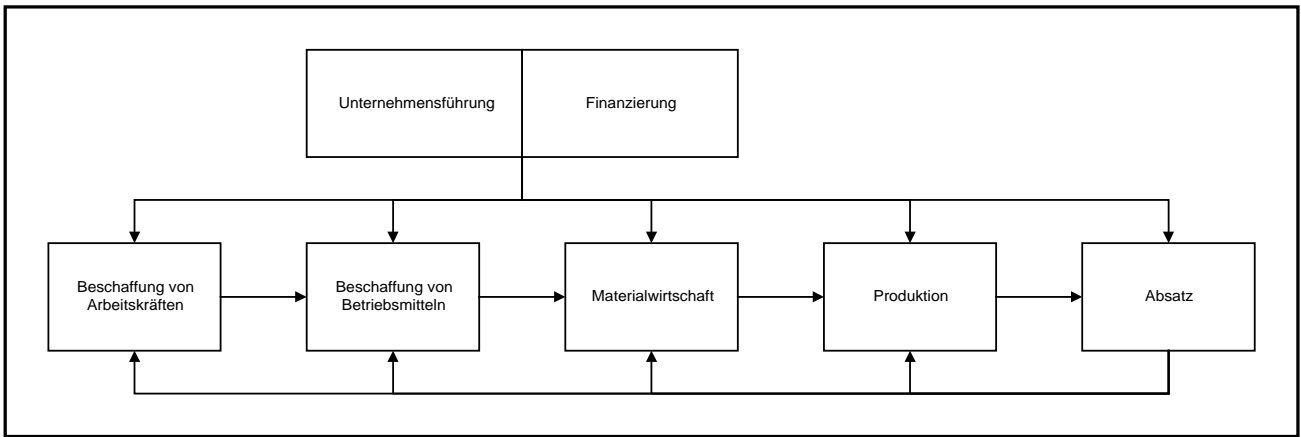 Unternehmensführung
Finanzierung
Beschaffung von
Arbeitskräften
Beschaffung von
Betriebsmitteln
Materialwirtschaft
Produktion
Absatz